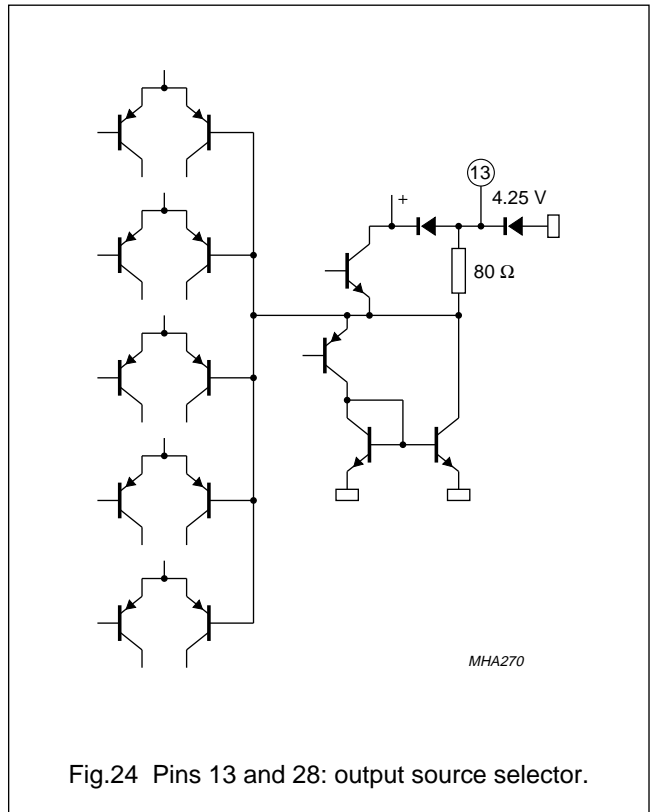 13
4.25 V
+
80 Ω
MHA270
Fig.24 Pins 13 and 28: output source selector.